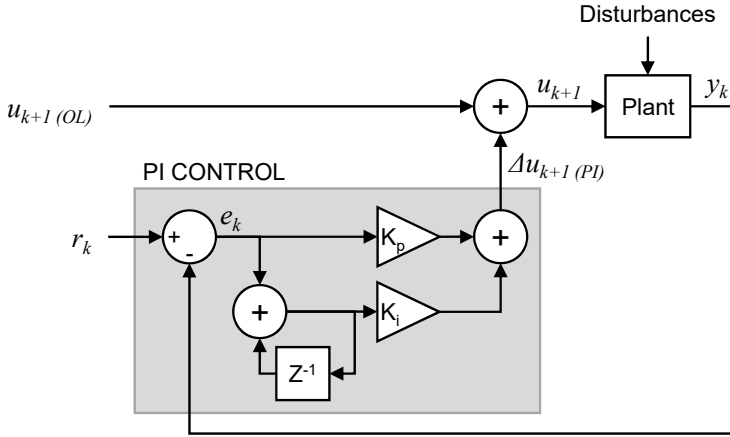 Disturbances
u_{k+1 (OL)}
+
u_{k+1}
Plant
y_k
Δu_{k+1 (PI)}
PI CONTROL
r_k
+
-
e_k
K_p
+
+
K_i
Z^{-1}